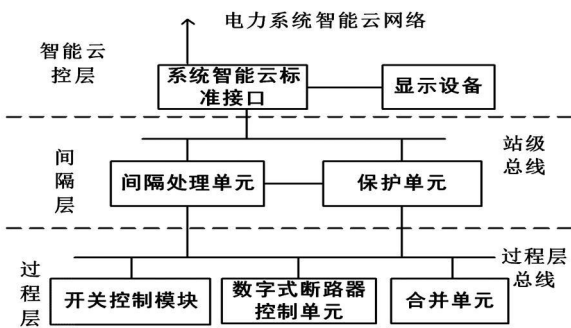 电力系统智能云网络
智能云
控层
系统智能云标
准接口
显示设备
间
隔
层
站级
总线
间隔处理单元
保护单元
过
程
层
过程层
总线
开关控制模块
数字式断路器
控制单元
合并单元